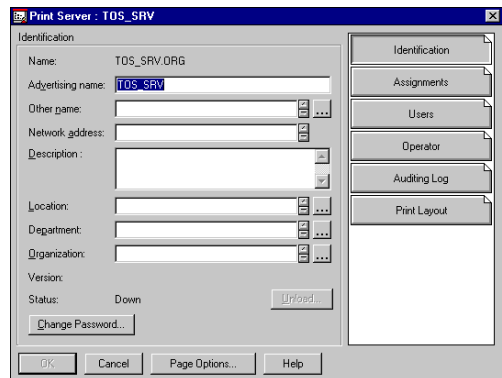 Print Server : TOS_SRV
Identification
Name: TOS_SRV.ORG
Advertising name: TOS_SRV
Other name:
...
Network address:
Description :
Location:
...
Department:
...
Organization:
...
Version:
Status: Down
Unload...
Change Password...
OK
Cancel
Page Options...
Help
Identification
Assignments
Users
Operator
Auditing Log
Print Layout